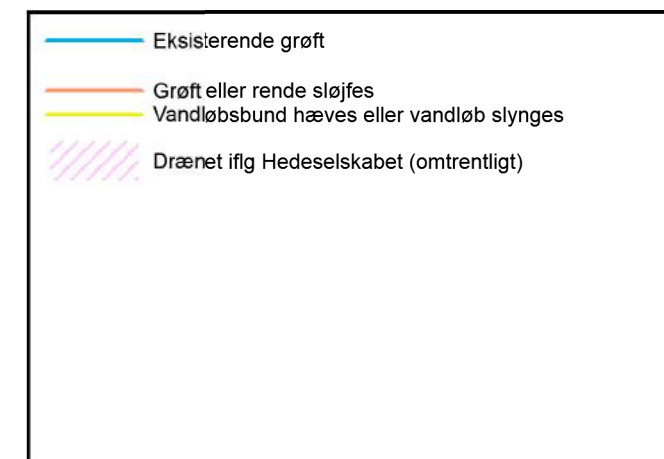 Eksisterende grøft
Grøft eller rende sløjfes
Vandløbsbund hæves eller vandløb slynges
Drænet iflg Hedeselskabet (omtrentligt)